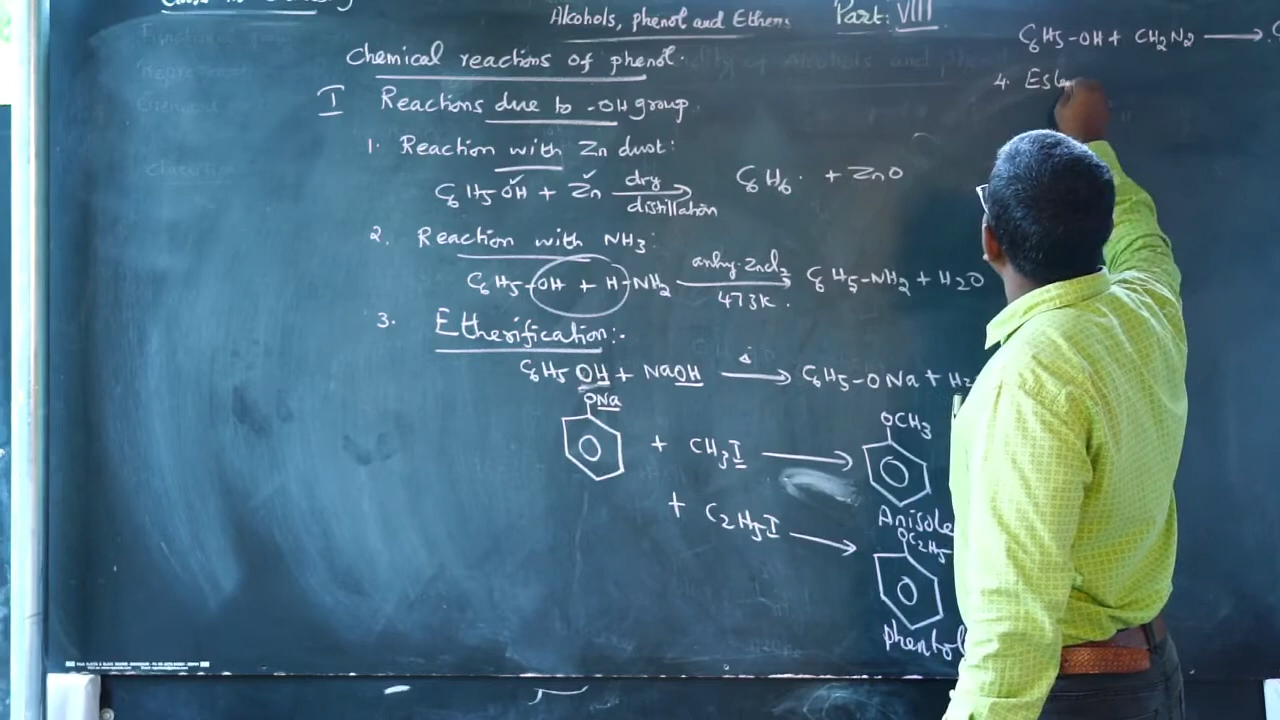 Alcohols, phenol and Ethers
Part: VIII
Chemical reactions of phenol.
I Reactions due to -OH group.
1. Reaction with Zn dust:
C6H5OH + Zn dry distillation → C6H6 + ZnO
2. Reaction with NH3:
C6H5-OH + H-NH2 anhy. ZnCl2 473K. → C6H5-NH2 + H2O
3. Etherification:-
C6H5OH + NaOH Δ → C6H5-ONa + H2
ONa
+ CH3I → OCH3
Anisole
+ C2H5I → OC2H5
phentol
C6H5-OH + CH2N2 →
4. Este